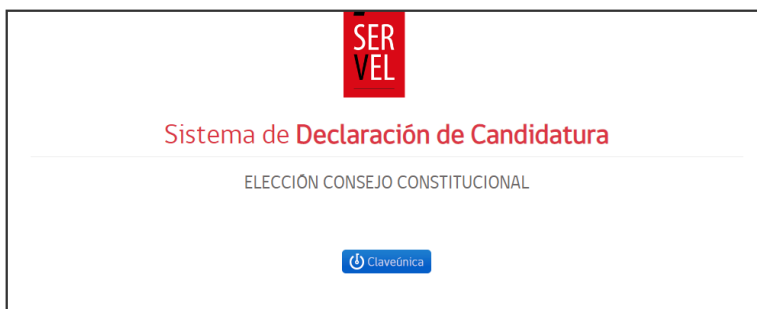 SER
VEL
Sistema de Declaración de Candidatura
ELECCIÓN CONSEJO CONSTITUCIONAL
Claveúnica